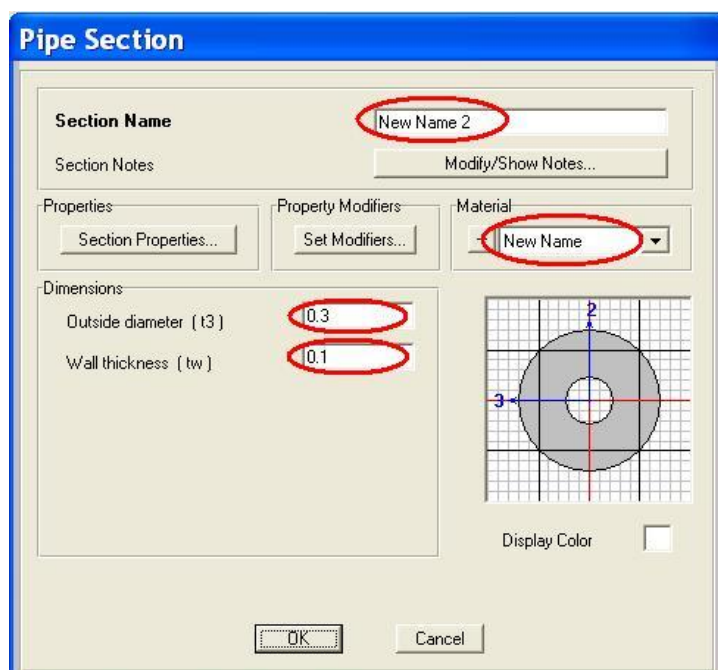 Pipe Section
Section Name New Name 2
Section Notes Modify/Show Notes...
Properties Property Modifiers Material
Section Properties... Set Modifiers... + New Name
Dimensions
Outside diameter ( t3 ) 0.3
Wall thickness ( tw ) 0.1
2
3
Display Color
OK Cancel